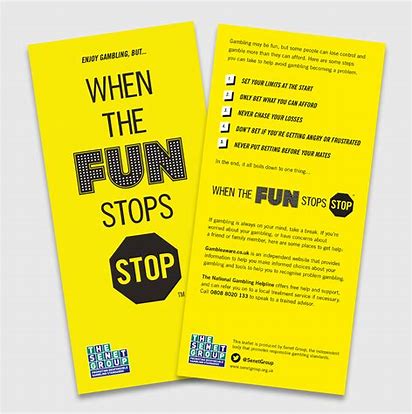 ENJOY GAMBLING, BUT...
WHEN
THE
FUN
STOPS
STOP
TM
THE
SENET
GROUP
Gambling may be fun, but some people can lose control and
gamble more than they can afford. Here are some steps
you can take to help avoid gambling becoming a problem.
1 SET YOUR LIMITS AT THE START
2 ONLY BET WHAT YOU CAN AFFORD
3 NEVER CHASE YOUR LOSSES
4 DON'T BET IF YOU'RE GETTING ANGRY OR FRUSTRATED
5 NEVER PUT BETTING BEFORE YOUR MATES
In the end, it all boils down to one thing...
WHEN THE FUN STOPS STOP
If gambling is always on your mind, take a break. If you're
worried about your gambling, or have concerns about
a friend or family member, here are some places to get help:
Gambleaware.co.uk is an independent website that provides
information to help you make informed choices about your
gambling and tools to help you to recognise problem gambling.
The National Gambling Helpline offers free help and support,
and can refer you on to a local treatment service if necessary.
Call 0808 8020 133 to speak to a trained advisor.
This leaflet is produced by Senet Group, the independent
body that promotes responsible gambling standards.
@SenetGroup
www.senetgroup.org.uk
THE
SENET
GROUP